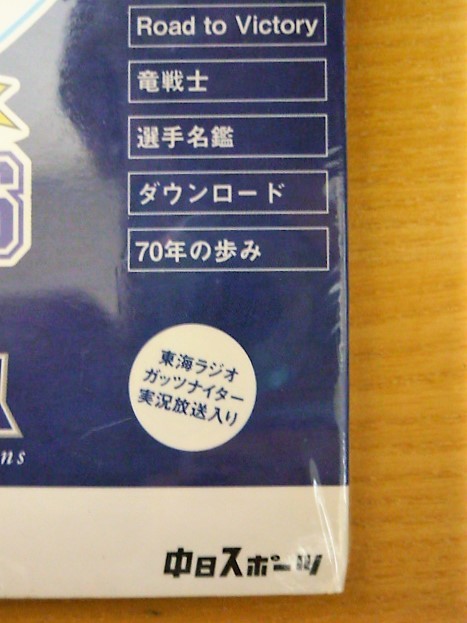 Road to Victory
竜戦士
選手名鑑
ダウンロード
70年の歩み
東海ラジオ
ガッツナイター
実況放送入り
ns
中日スポーツ